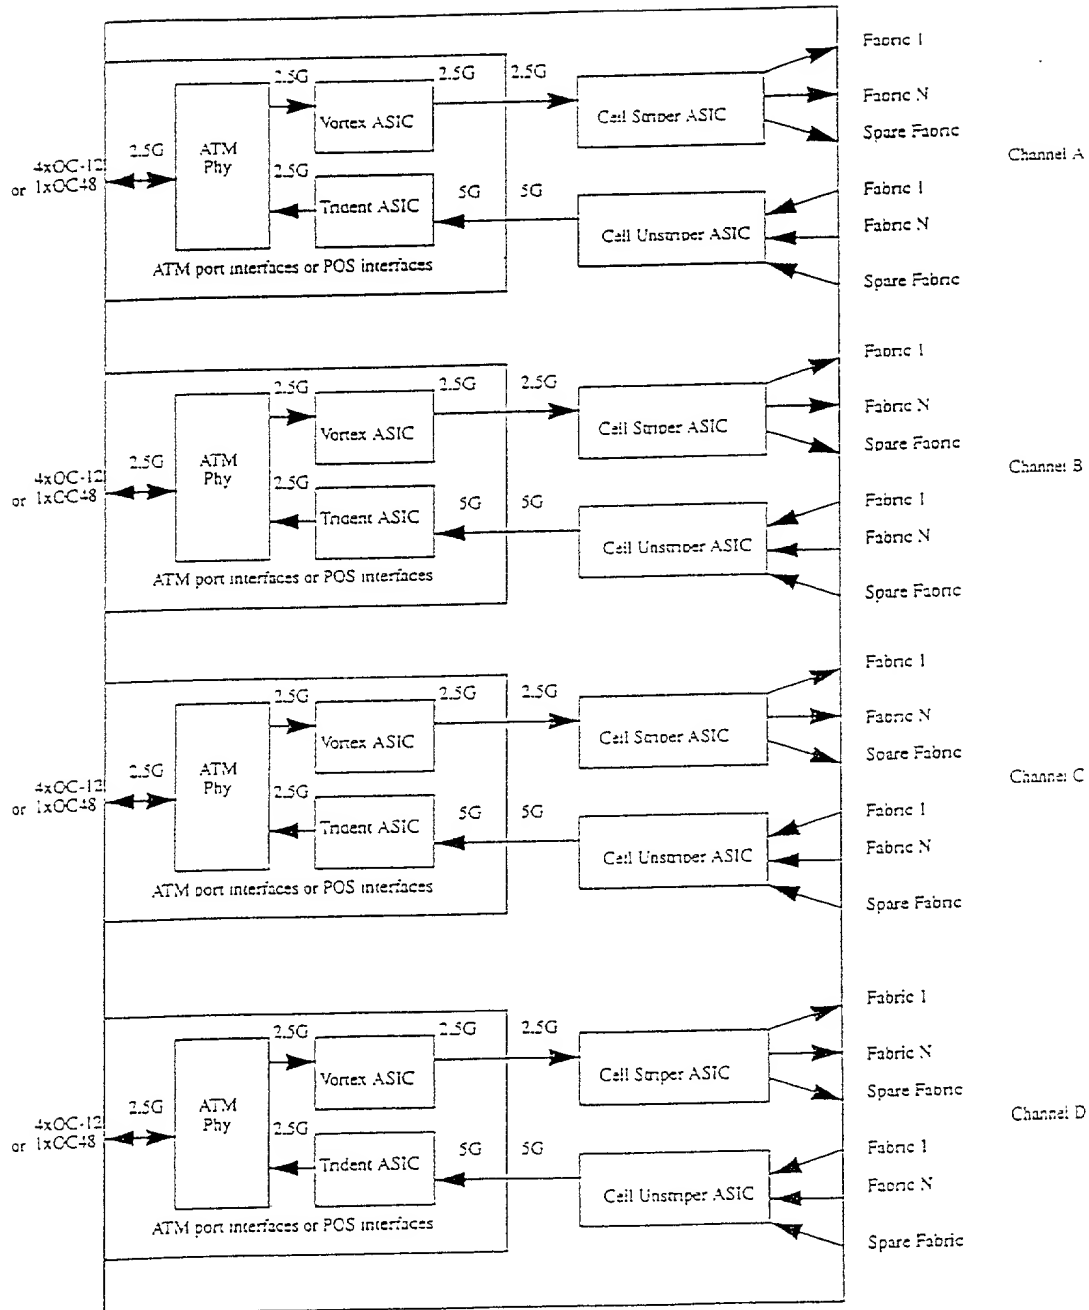 Fabric 1
2.5G
2.5G
2.5G
Fabric N
Vortex ASIC
Cell Striper ASIC
Spare Fabric
4xOC-12
or 1xOC48
2.5G
ATM
Phy
Channel A
2.5G
Trident ASIC
5G
5G
Fabric 1
Cell Unstriper ASIC
Fabric N
ATM port interfaces or POS interfaces
Spare Fabric
Fabric 1
2.5G
2.5G
2.5G
Fabric N
Vortex ASIC
Cell Striper ASIC
Spare Fabric
4xOC-12
or 1xOC48
2.5G
ATM
Phy
Channel B
2.5G
Trident ASIC
5G
5G
Fabric 1
Cell Unstriper ASIC
Fabric N
ATM port interfaces or POS interfaces
Spare Fabric
Fabric 1
2.5G
2.5G
2.5G
Fabric N
Vortex ASIC
Cell Striper ASIC
Spare Fabric
4xOC-12
or 1xOC48
2.5G
ATM
Phy
Channel C
2.5G
Trident ASIC
5G
5G
Fabric 1
Cell Unstriper ASIC
Fabric N
ATM port interfaces or POS interfaces
Spare Fabric
Fabric 1
2.5G
2.5G
2.5G
Fabric N
Vortex ASIC
Cell Striper ASIC
Spare Fabric
4xOC-12
or 1xOC48
2.5G
ATM
Phy
Channel D
2.5G
Trident ASIC
5G
5G
Fabric 1
Cell Unstriper ASIC
Fabric N
ATM port interfaces or POS interfaces
Spare Fabric